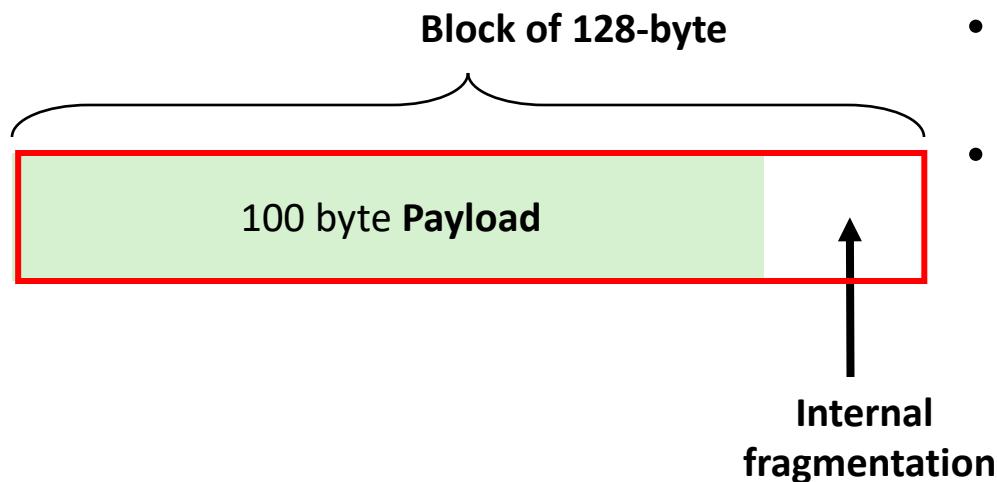 Block of 128-byte
100 byte Payload
Internal
fragmentation